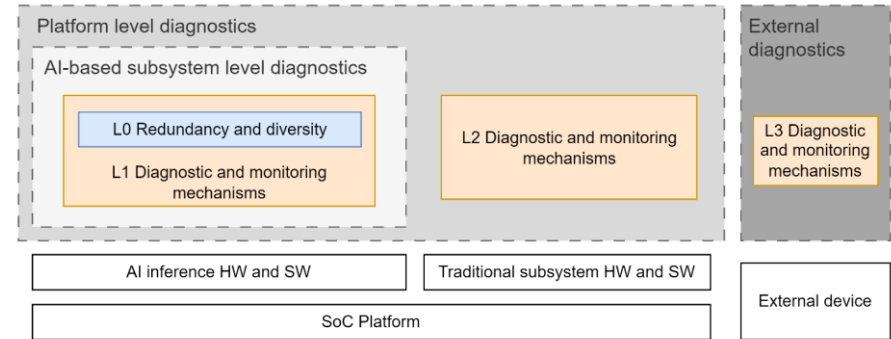 Platform level diagnostics
AI-based subsystem level diagnostics
L0 Redundancy and diversity
L1 Diagnostic and monitoring
mechanisms
L2 Diagnostic and monitoring
mechanisms
External
diagnostics
L3 Diagnostic
and monitoring
mechanisms
AI inference HW and SW
Traditional subsystem HW and SW
SoC Platform
External device